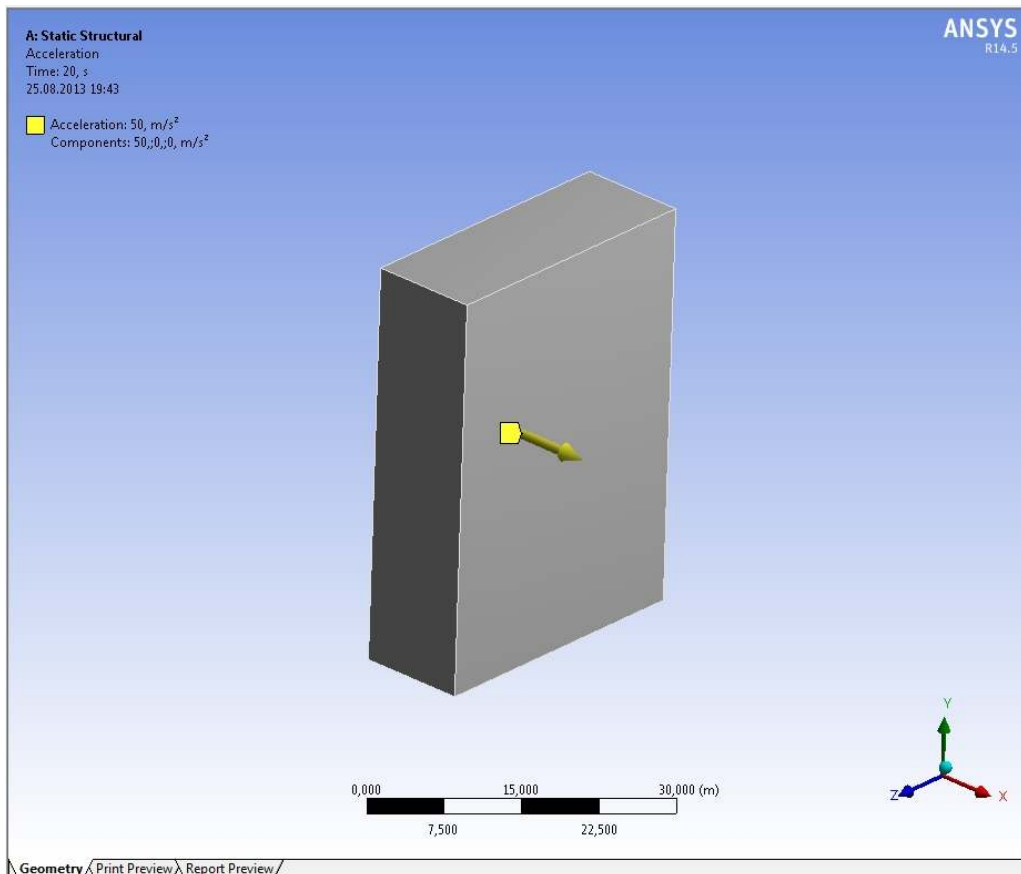 A: Static Structural
Acceleration
Time: 20, s
25.08.2013 19:43
Acceleration: 50, m/s²
Components: 50,;0,;0, m/s²
ANSYS
R14.5
0,000 15,000 30,000 (m)
7,500 22,500
Y
Z X
Geometry Print Preview Report Preview